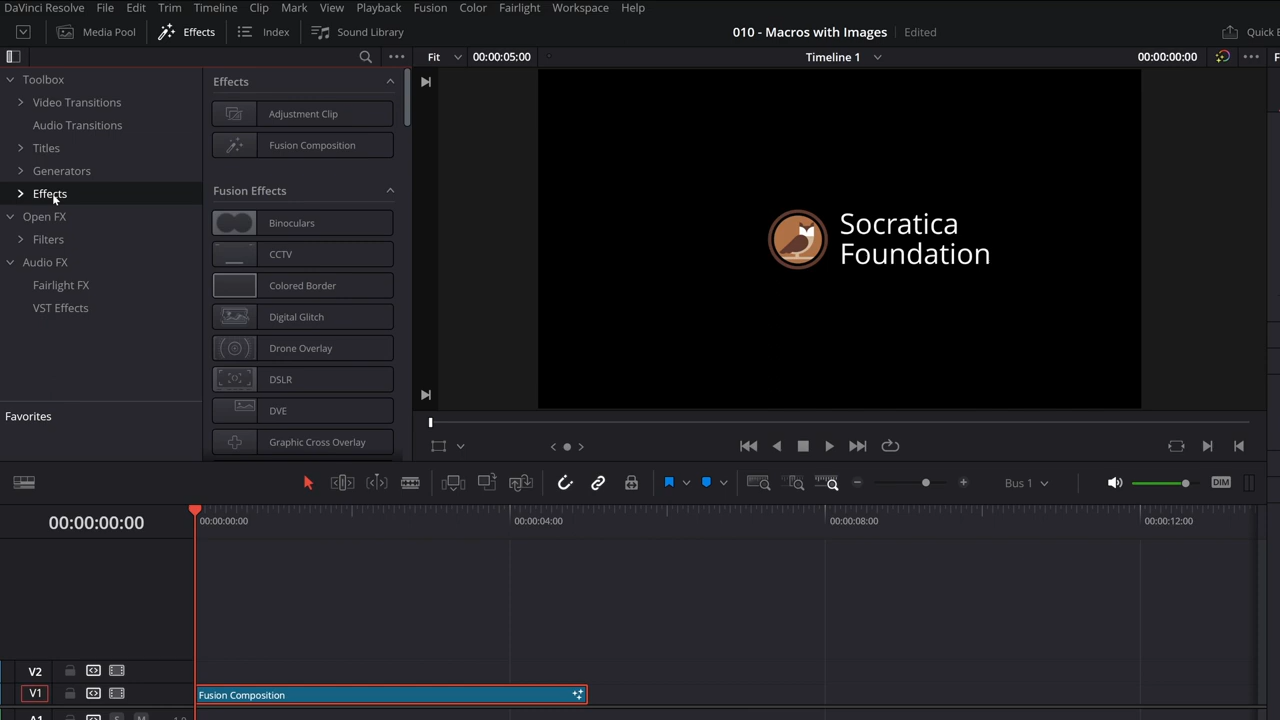 DaVinci Resolve File Edit Trim Timeline Clip Mark View Playback Fusion Color Fairlight Workspace Help
Media Pool Effects Index Sound Library 010 - Macros with Images Edited Quick E
Fit 00:00:05:00 Timeline 1 00:00:00:00
Toolbox
Video Transitions
Audio Transitions
Titles
Generators
Effects
Open FX
Filters
Audio FX
Fairlight FX
VST Effects
Favorites
Effects
Adjustment Clip
Fusion Composition
Fusion Effects
Binoculars
CCTV
Colored Border
Digital Glitch
Drone Overlay
DSLR
DVE
Graphic Cross Overlay
Socratica
Foundation
Bus 1 DIM
00:00:00:00 00:00:00:00 00:00:04:00 00:00:08:00 00:00:12:00
V2
V1 Fusion Composition